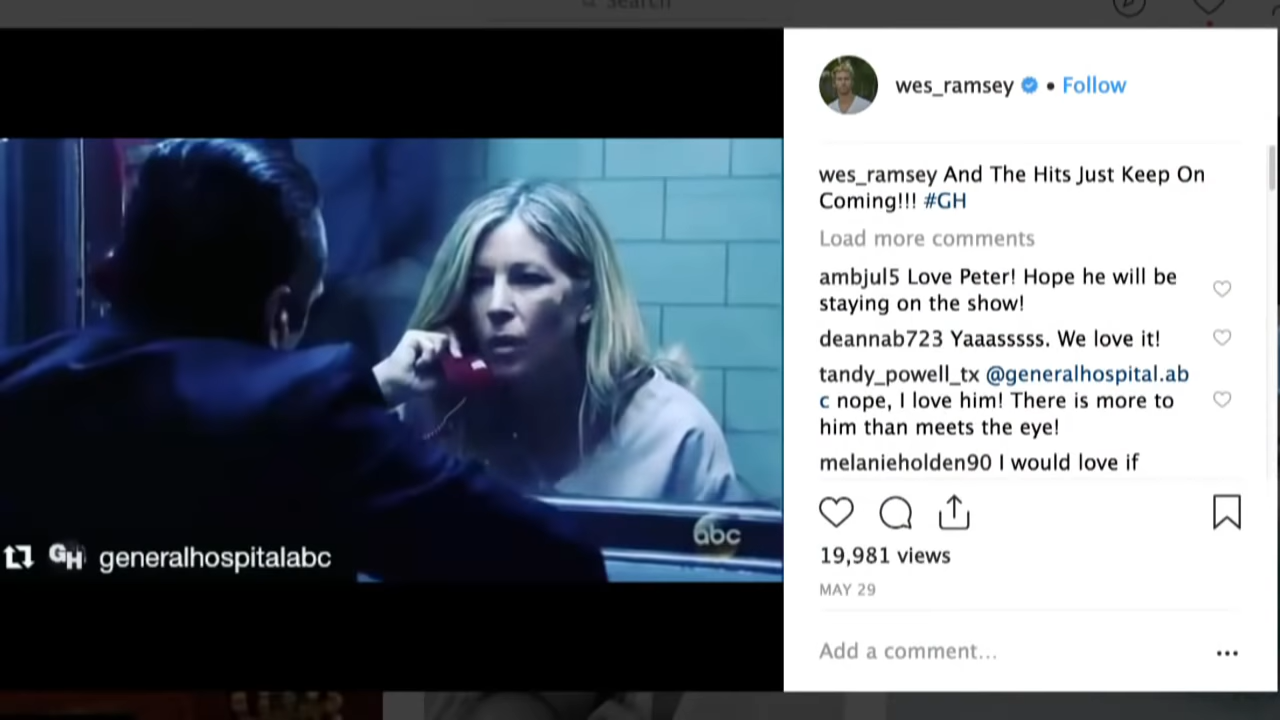 Search
wes_ramsey • Follow
wes_ramsey And The Hits Just Keep On
Coming!!! #GH
Load more comments
ambjul5 Love Peter! Hope he will be
staying on the show!
deannab723 Yaaasssss. We love it!
tandy_powell_tx @generalhospital.ab
c nope, I love him! There is more to
him than meets the eye!
melanieholden90 I would love if
19,981 views
MAY 29
Add a comment...
abc
GH generalhospitalabc